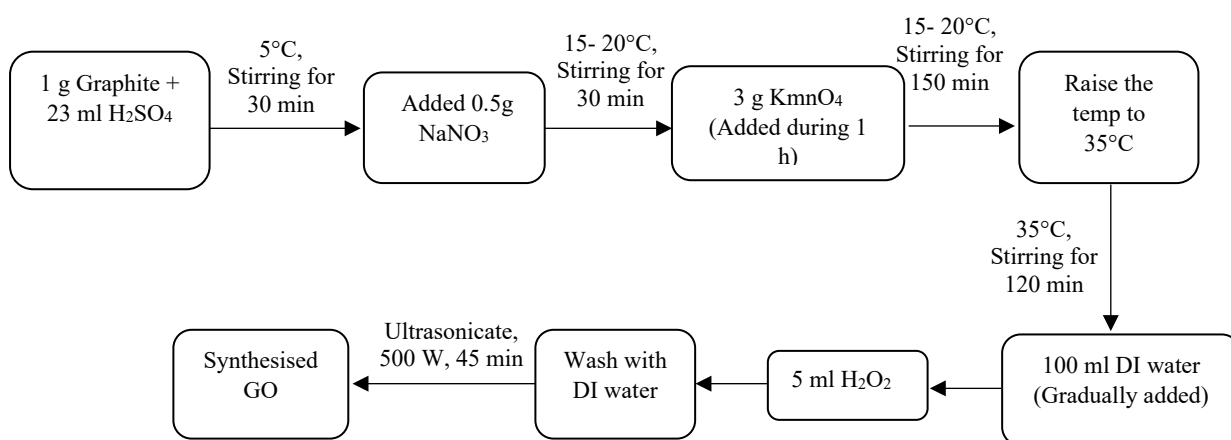 1 g Graphite +
23 ml H₂SO₄
5°C,
Stirring for
30 min
Added 0.5g
NaNO₃
15- 20°C,
Stirring for
30 min
3 g KmnO₄
(Added during 1
h)
15- 20°C,
Stirring for
150 min
Raise the
temp to
35°C
35°C,
Stirring for
120 min
100 ml DI water
(Gradually added)
5 ml H₂O₂
Wash with
DI water
Ultrasonicate,
500 W, 45 min
Synthesised
GO